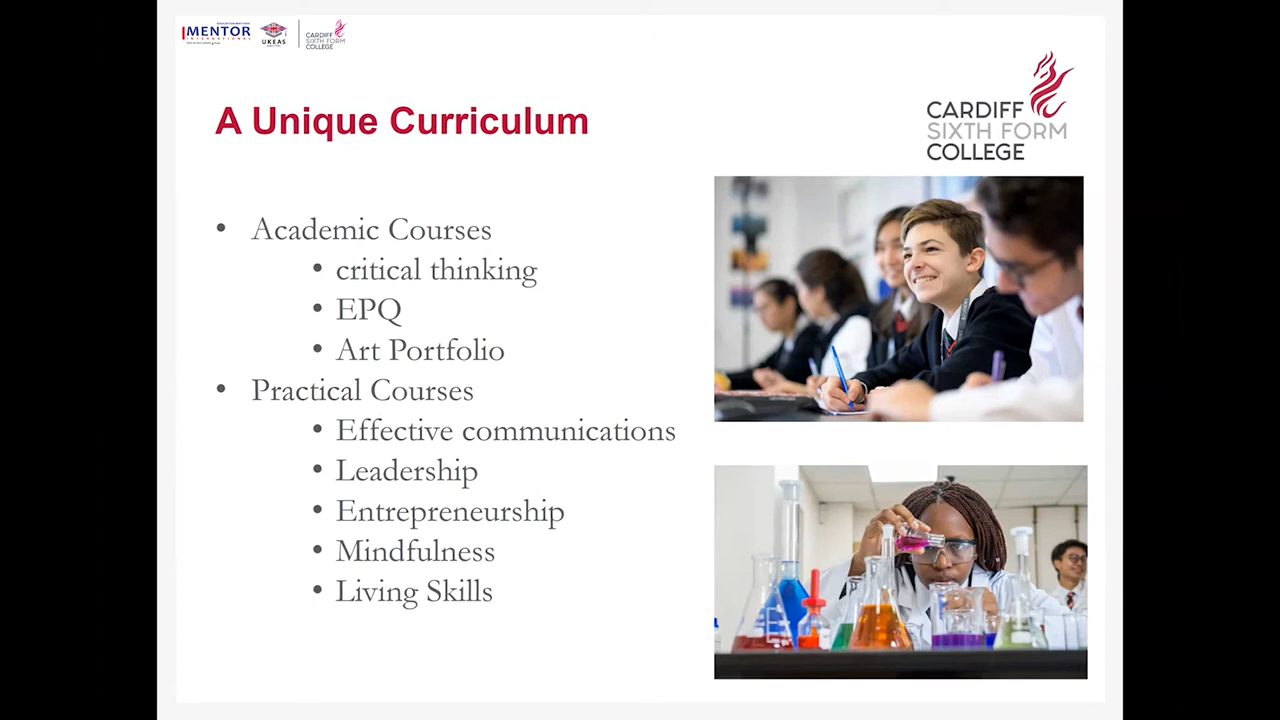 MENTOR
INTERNATIONAL
UKEAS
CARDIFF
SIXTH FORM
COLLEGE
A Unique Curriculum
CARDIFF
SIXTH FORM
COLLEGE
• Academic Courses
• critical thinking
• EPQ
• Art Portfolio
• Practical Courses
• Effective communications
• Leadership
• Entrepreneurship
• Mindfulness
• Living Skills